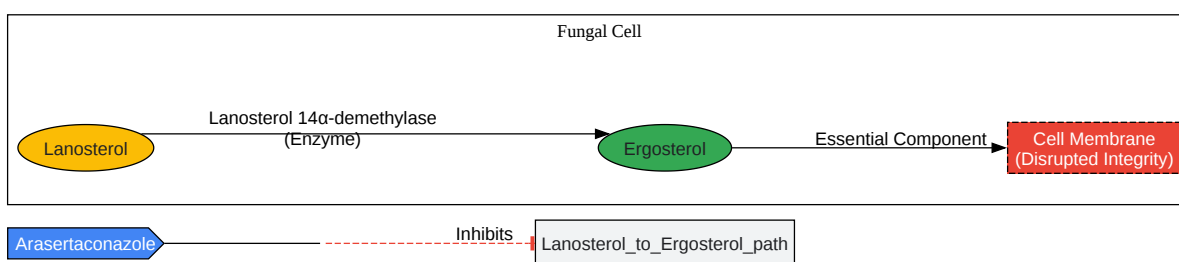 Fungal Cell
Lanosterol
Lanosterol 14α-demethylase
(Enzyme)
Ergosterol
Essential Component
Cell Membrane
(Disrupted Integrity)
Arasertaconazole
Inhibits
Lanosterol_to_Ergosterol_path